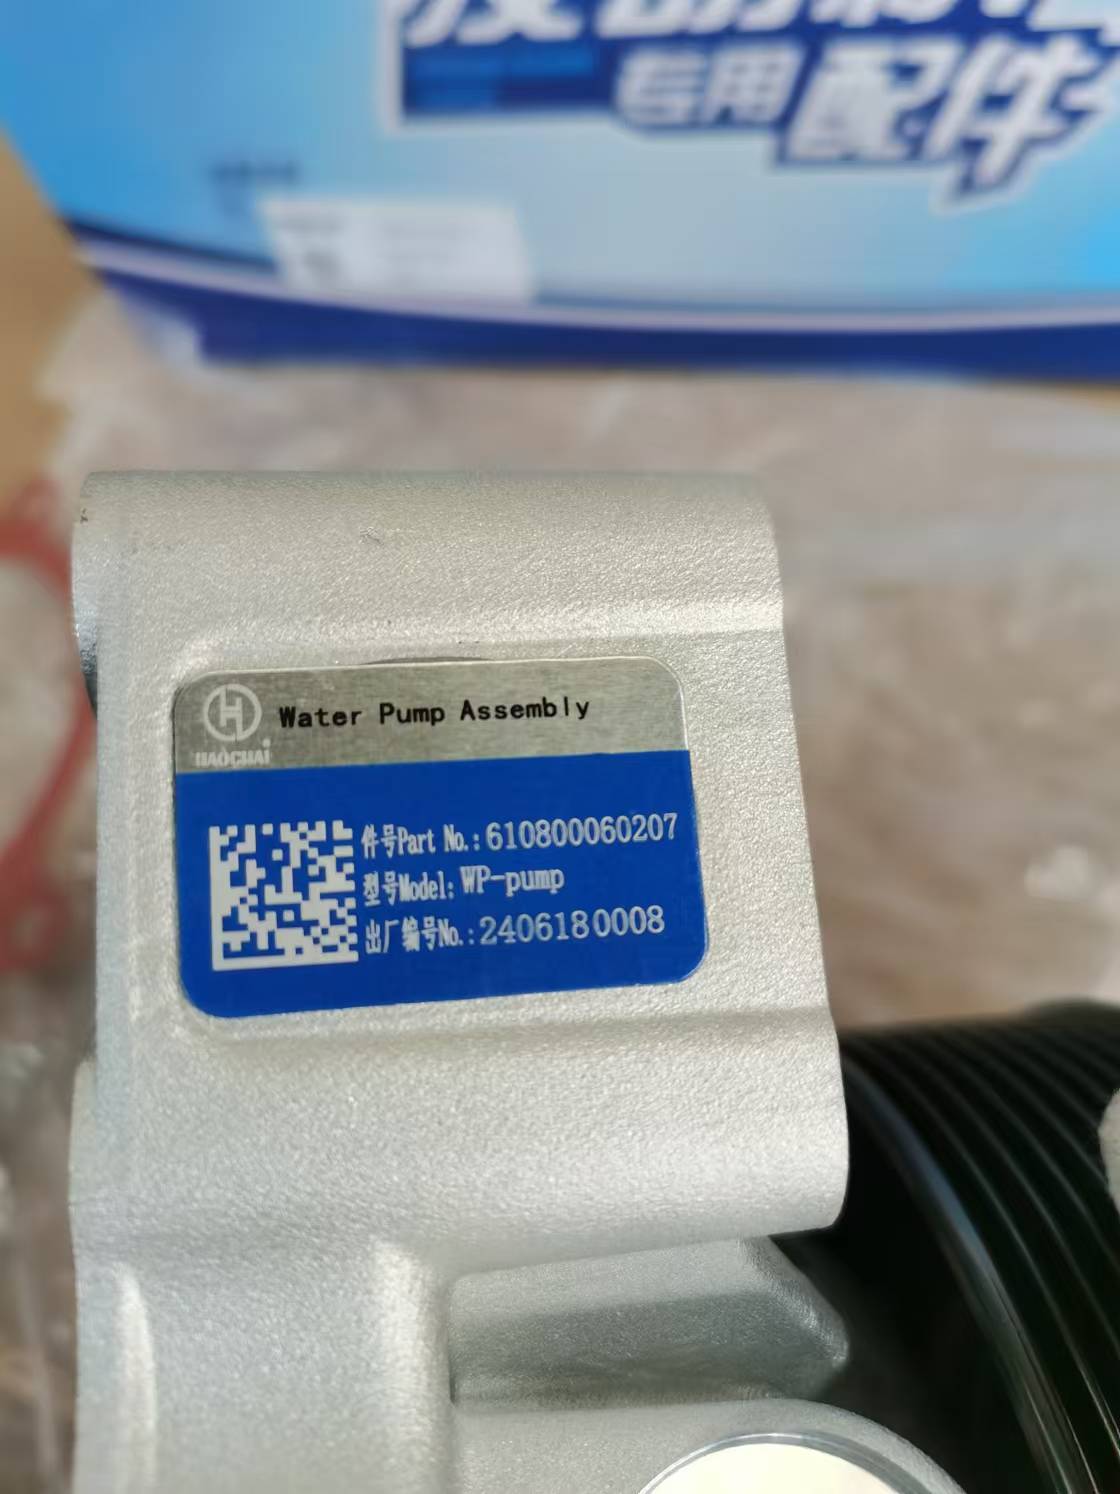 专用配件
Water Pump Assembly
HAOCHAI
件号Part No.:610800060207
型号Model:WP-pump
出厂编号No.:2406180008